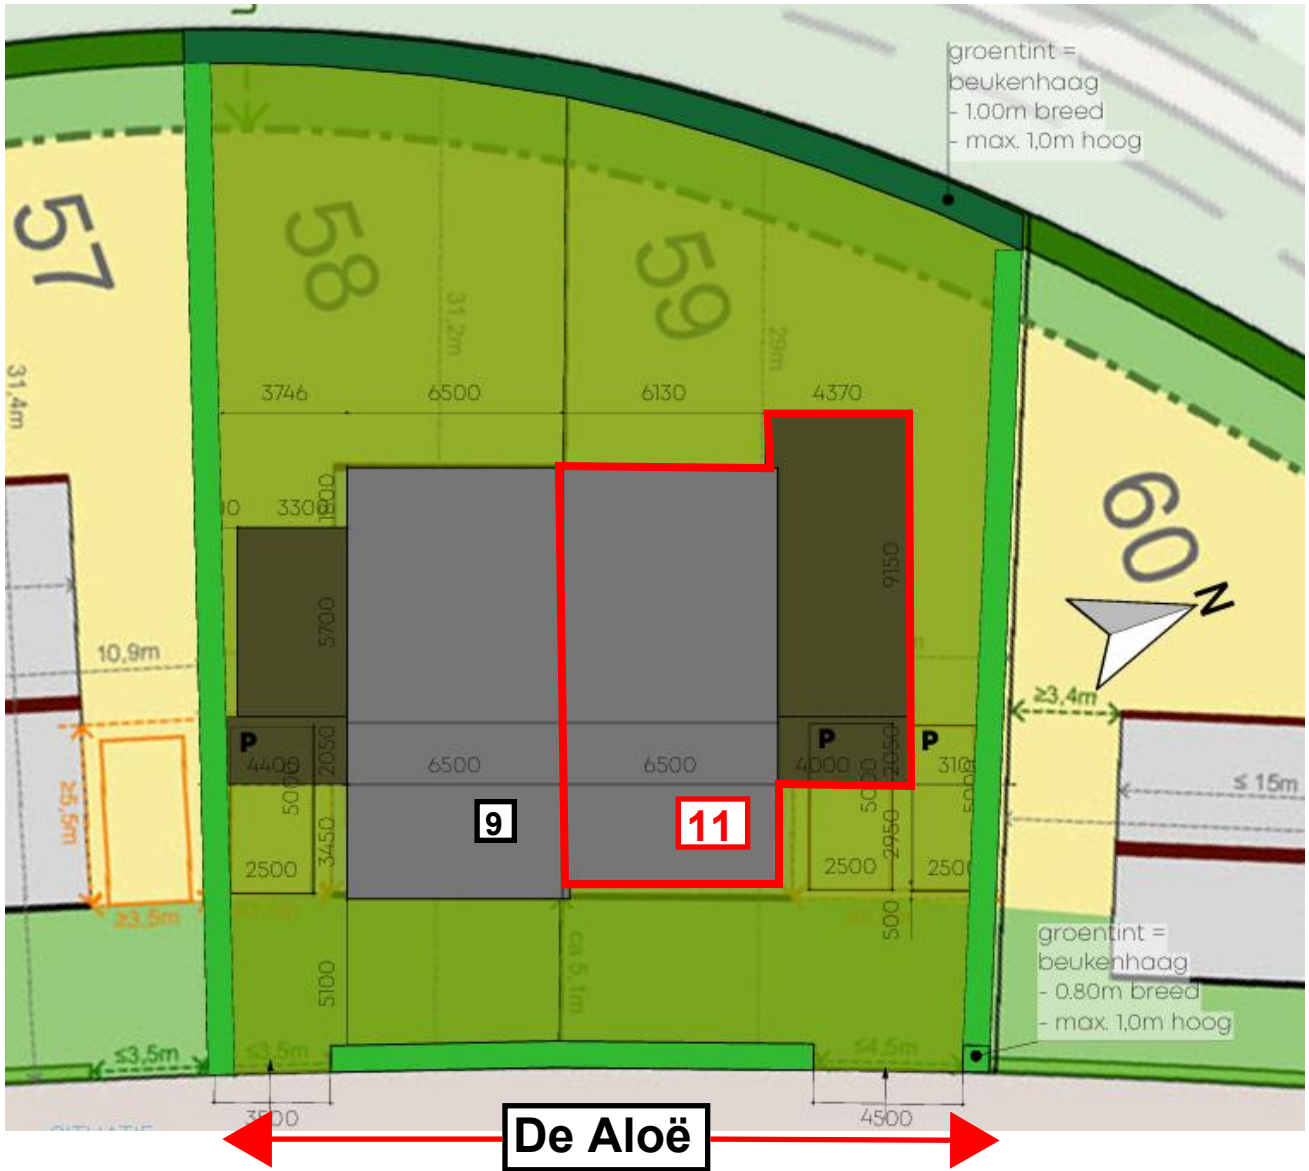 groentint =
beukenhaag
- 1.00m breed
- max. 1,0m hoog
57
58
59
60
31,2m
29m
31,4m
3746
6500
6130
4370
1800
3300
9150
5700
N
10,9m
≥3,4m
P
P
P
4406
2050
6500
6500
4000
2050
5000
5000
≤ 15m
≥5,5m
9
11
3450
2950
2500
2500
≥3,5m
500
groentint =
beukenhaag
- 0.80m breed
- max. 1,0m hoog
ca 5,1m
5100
≤3,5m
≤3,5m
≤4,5m
3500
4500
De Aloë